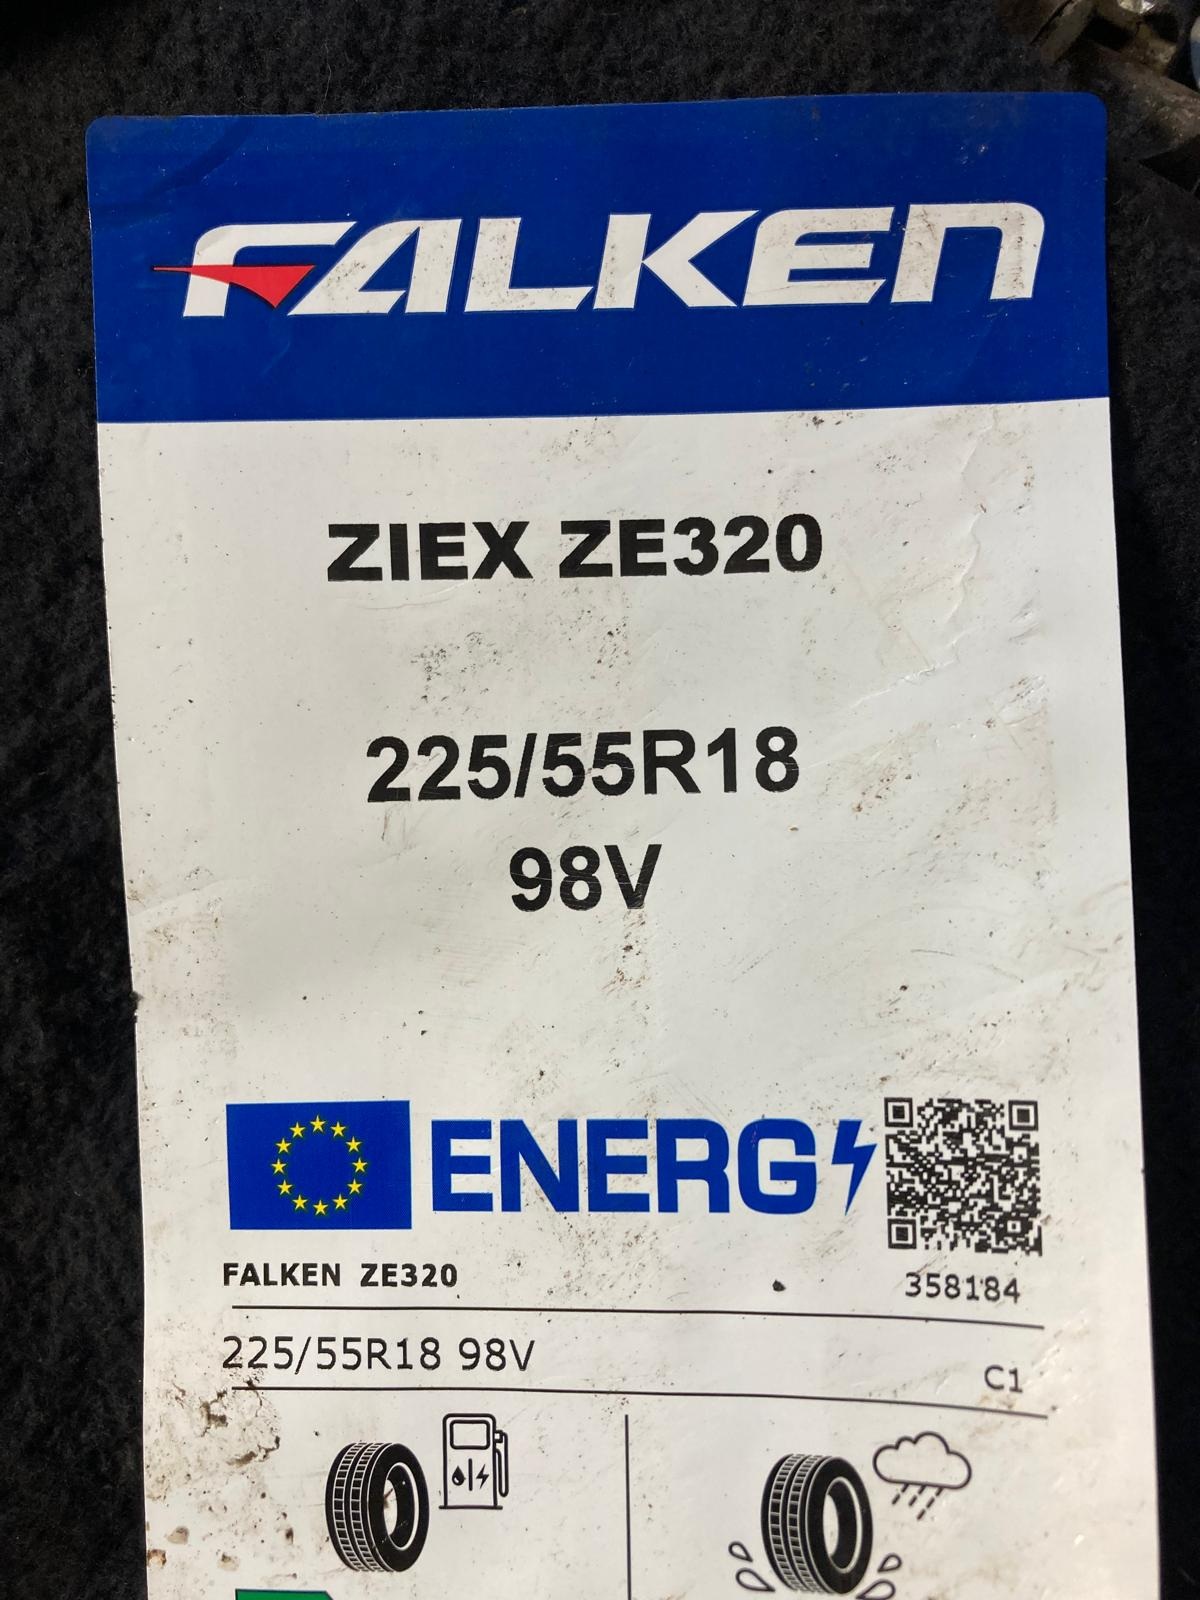 FALKEN
ZIEX ZE320
225/55R18
98V
ENERG
FALKEN ZE320
358184
225/55R18 98V
C1